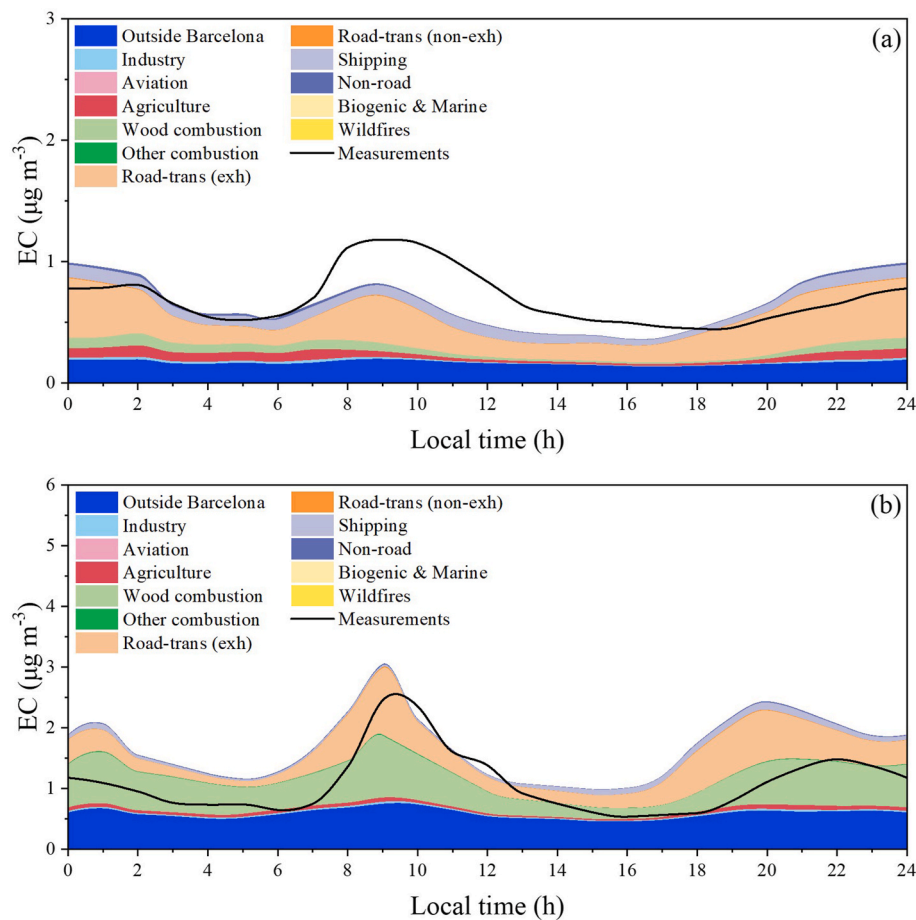 (a)
3
2
1
0
EC (μg m⁻³)
Outside Barcelona
Industry
Aviation
Agriculture
Wood combustion
Other combustion
Road-trans (exh)
Road-trans (non-exh)
Shipping
Non-road
Biogenic & Marine
Wildfires
Measurements
0 2 4 6 8 10 12 14 16 18 20 22 24
Local time (h)
(b)
6
5
4
3
2
1
0
EC (μg m⁻³)
Outside Barcelona
Industry
Aviation
Agriculture
Wood combustion
Other combustion
Road-trans (exh)
Road-trans (non-exh)
Shipping
Non-road
Biogenic & Marine
Wildfires
Measurements
0 2 4 6 8 10 12 14 16 18 20 22 24
Local time (h)